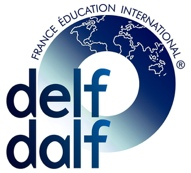 FRANCE ÉDUCATION INTERNATIONAL
®
delf
dalf